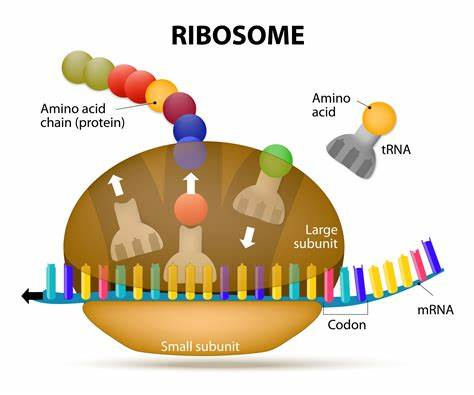 RIBOSOME
Amino acid
chain (protein)
Amino
acid
tRNA
Large
subunit
mRNA
Codon
Small subunit